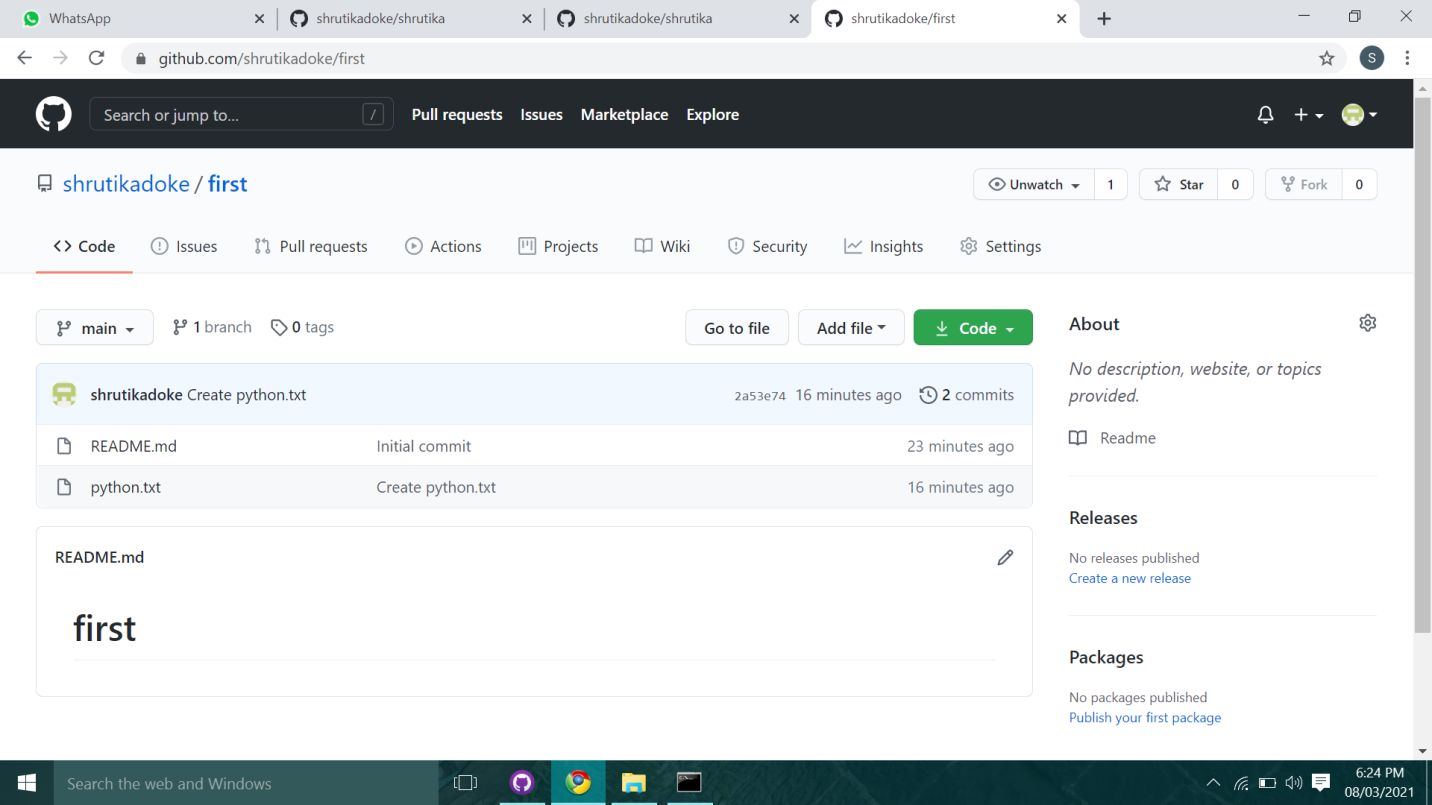 WhatsApp
shrutikadoke/shrutika
shrutikadoke/shrutika
shrutikadoke/first
github.com/shrutikadoke/first
S
Search or jump to... /
Pull requests Issues Marketplace Explore
shrutikadoke / first
Unwatch 1
Star 0
Fork 0
Code Issues Pull requests Actions Projects Wiki Security Insights Settings
main 1 branch 0 tags
Go to file Add file Code
shrutikadoke Create python.txt 2a53e74 16 minutes ago 2 commits
README.md Initial commit 23 minutes ago
python.txt Create python.txt 16 minutes ago
README.md
first
About
No description, website, or topics
provided.
Readme
Releases
No releases published
Create a new release
Packages
No packages published
Publish your first package
Search the web and Windows
6:24 PM
08/03/2021